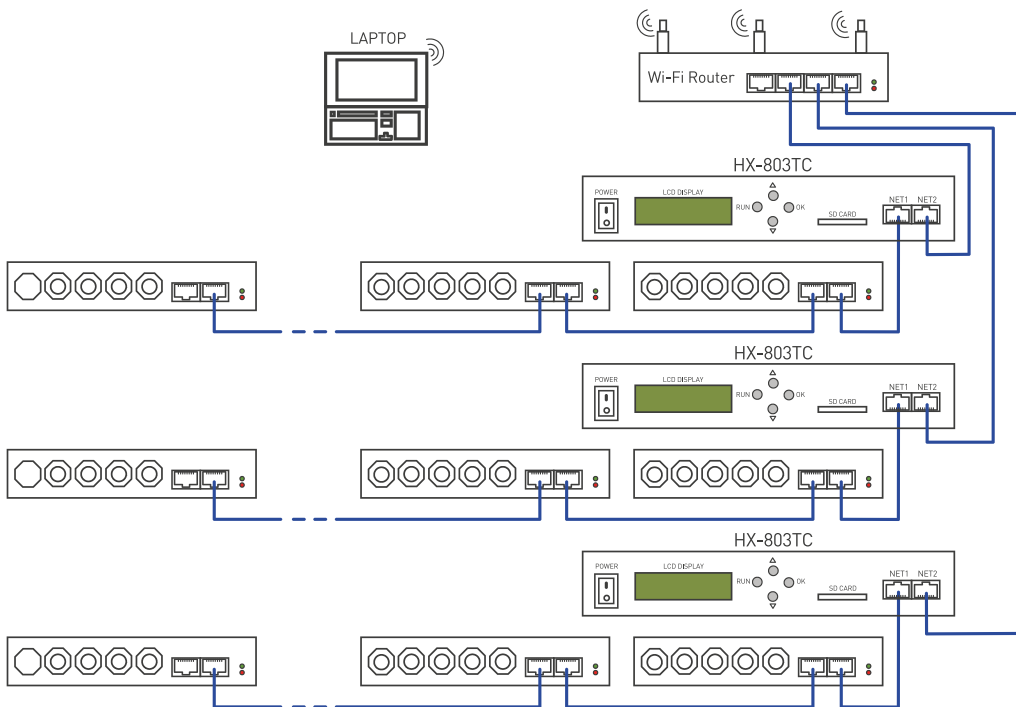 LAPTOP
Wi-Fi Router
HX-803TC
POWER
LCD DISPLAY
RUN
OK
SD CARD
NET1
NET2
HX-803TC
POWER
LCD DISPLAY
RUN
OK
SD CARD
NET1
NET2
HX-803TC
POWER
LCD DISPLAY
RUN
OK
SD CARD
NET1
NET2